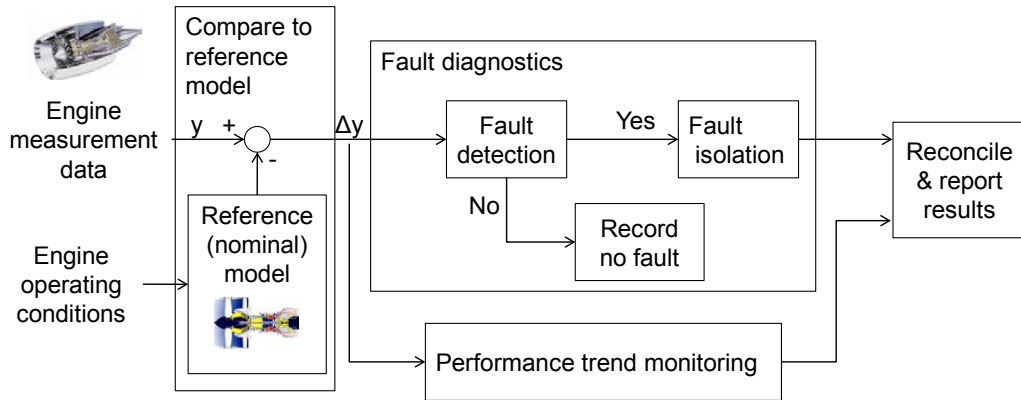 Compare to
reference
model
Engine
measurement
data
y
+
-
Δy
Reference
(nominal)
model
Engine
operating
conditions
Fault diagnostics
Fault
detection
Yes
Fault
isolation
No
Record
no fault
Performance trend monitoring
Reconcile
& report
results